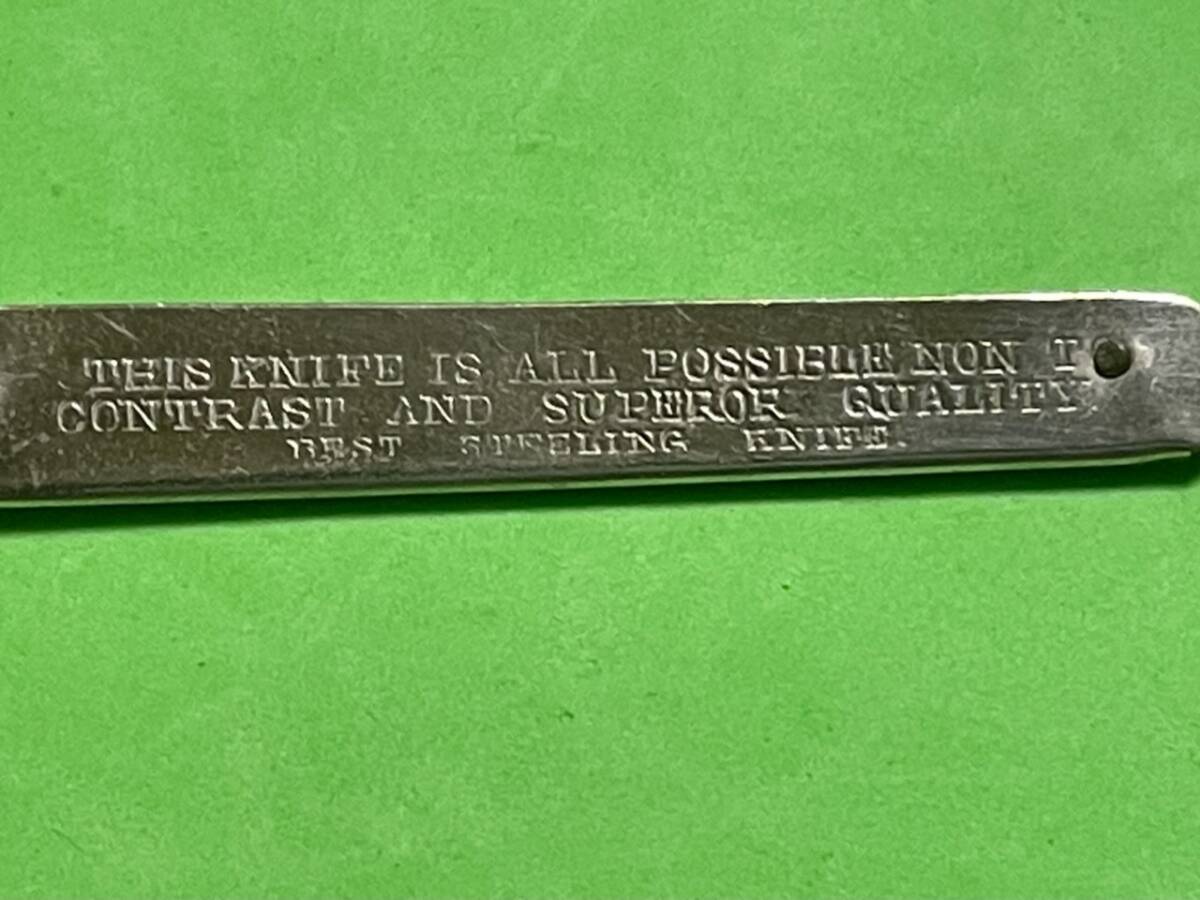 THIS KNIFE IS ALL POSSIBLE NON T
CONTRAST AND SUPEROR QUALITY.
BEST STEELING KNIFE.